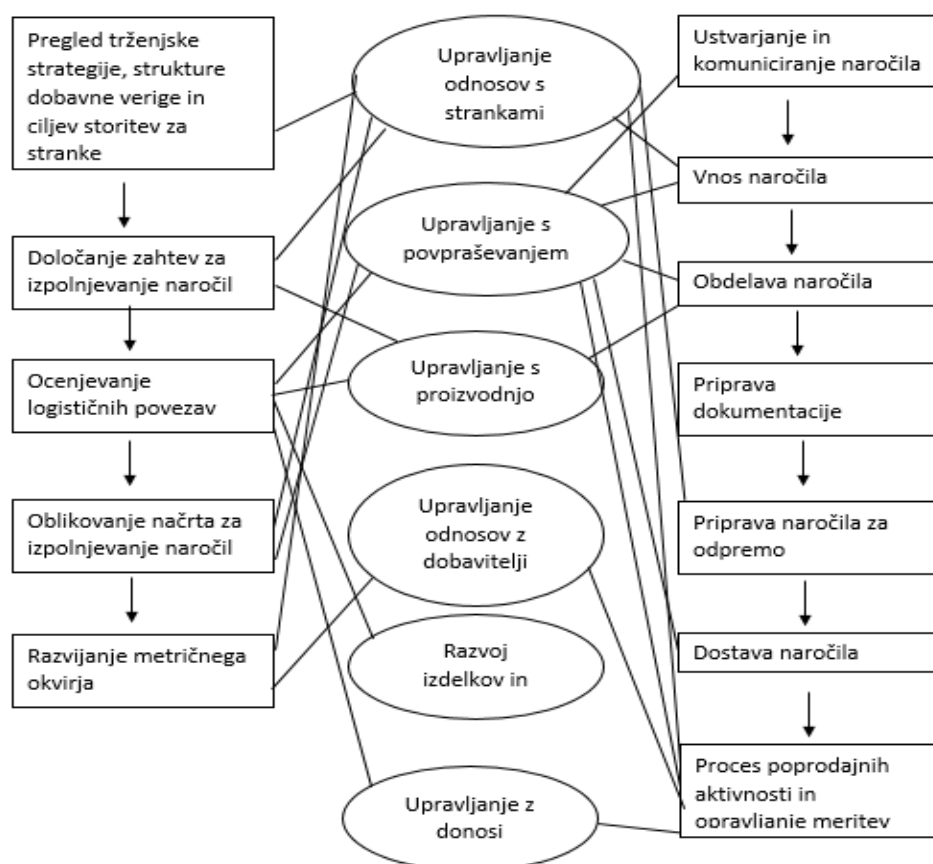 Pregled trženjske
strategije, strukture
dobavne verige in
ciljev storitev za
stranke
Določanje zahtev za
izpolnjevanje naročil
Ocenjevanje
logističnih povezav
Oblikovanje načrta za
izpolnjevanje naročil
Razvijanje metričnega
okvirja
Upravljanje
odnosov s
strankami
Upravljanje s
povpraševanjem
Upravljanje s
proizvodnjo
Upravljanje
odnosov z
dobavitelji
Razvoj
izdelkov in
Upravljanje z
donosi
Ustvarjanje in
komuniciranje naročila
Vnos naročila
Obdelava naročila
Priprava
dokumentacije
Priprava naročila za
odpremo
Dostava naročila
Proces poprodajnih
aktivnosti in
opravljanje meritev